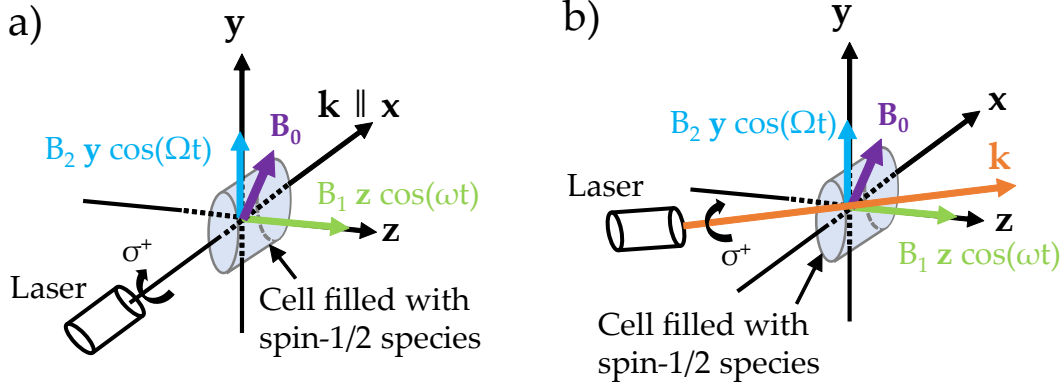 a)
y
k ∥ x
B₀
B₂ y cos(Ωt)
B₁ z cos(ωt)
z
σ⁺
Laser
Cell filled with
spin-1/2 species
b)
y
x
B₂ y cos(Ωt)
B₀
k
Laser
z
σ⁺
B₁ z cos(ωt)
Cell filled with
spin-1/2 species